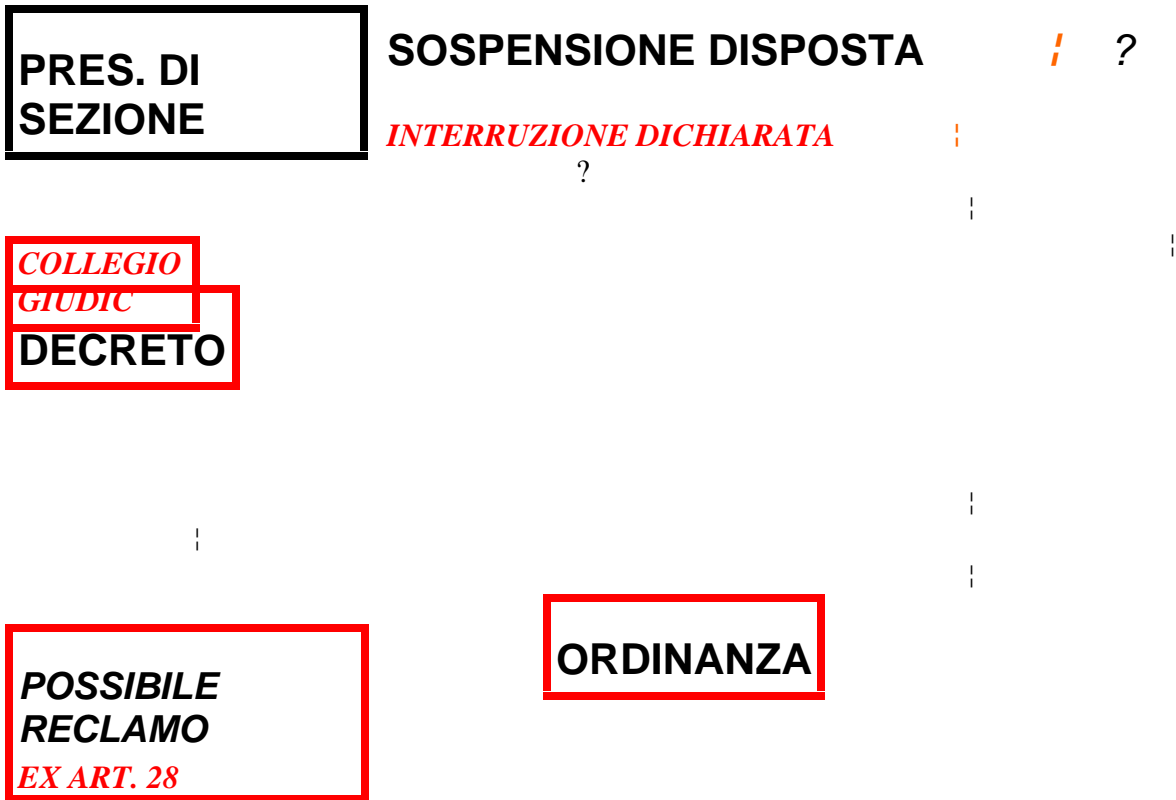 PRES. DI
SEZIONE
SOSPENSIONE DISPOSTA ¦ ?
INTERRUZIONE DICHIARATA ¦
?
¦
¦
COLLEGIO
GIUDIC
DECRETO
¦
¦
¦
ORDINANZA
POSSIBILE
RECLAMO
EX ART. 28